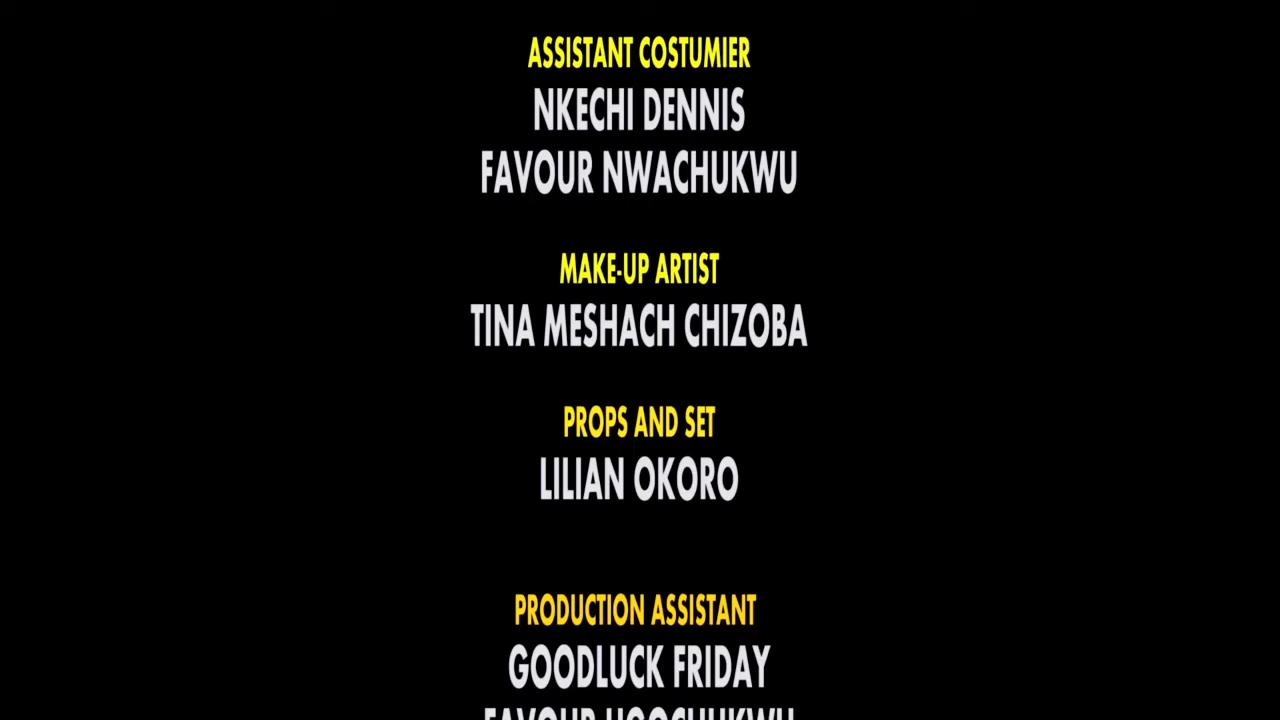 ASSISTANT COSTUMIER
NKECHI DENNIS
FAVOUR NWACHUKWU
MAKE-UP ARTIST
TINA MESHACH CHIZOBA
PROPS AND SET
LILIAN OKORO
PRODUCTION ASSISTANT
GOODLUCK FRIDAY
FAVOUR